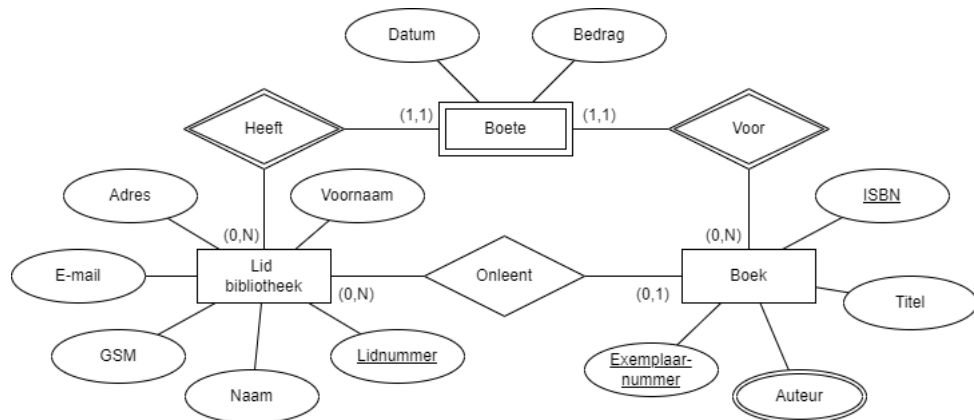 Datum
Bedrag
(1,1)
(1,1)
Heeft
Boete
Voor
Adres
Voornaam
ISBN
(0,N)
(0,N)
E-mail
Lid
bibliotheek
Onleent
Boek
(0,N)
(0,1)
Titel
GSM
Lidnummer
Exemplaar-
nummer
Naam
Auteur